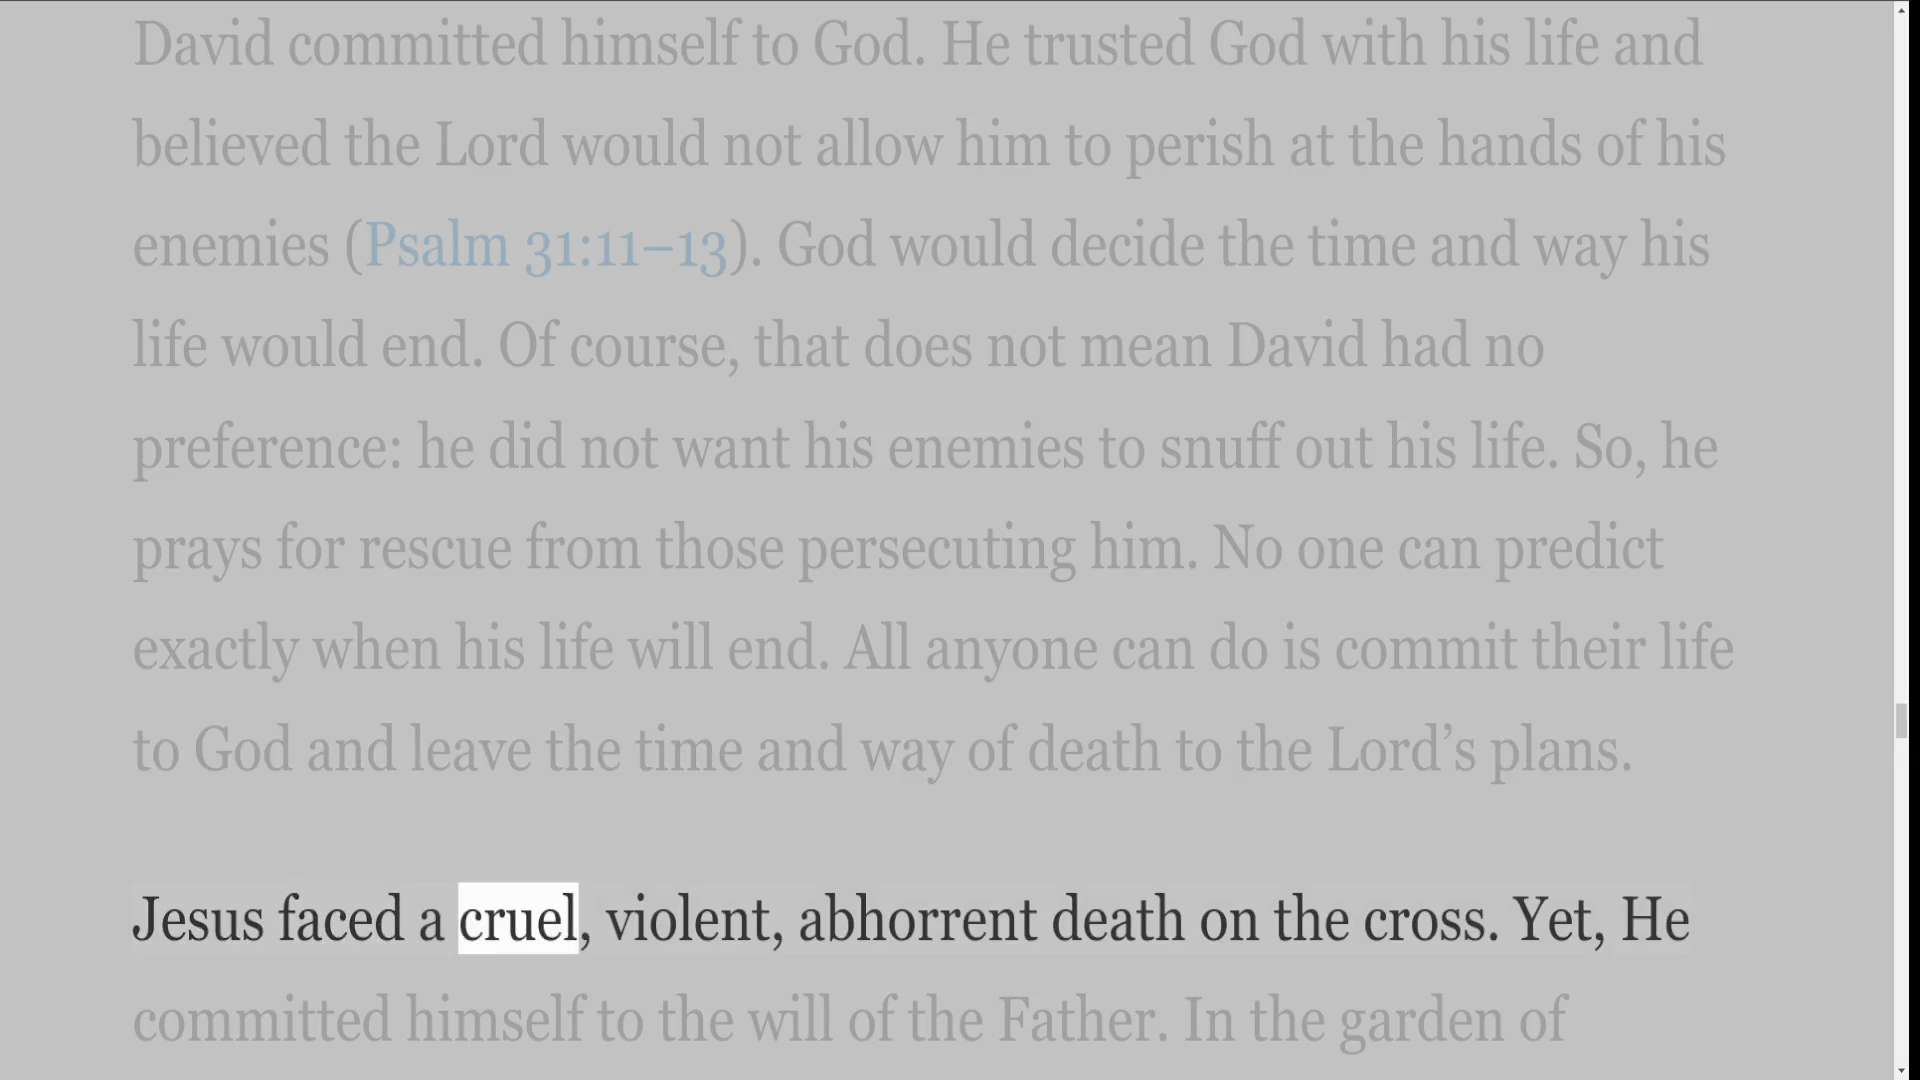 David committed himself to God. He trusted God with his life and
believed the Lord would not allow him to perish at the hands of his
enemies (Psalm 31:11–13). God would decide the time and way his
life would end. Of course, that does not mean David had no
preference: he did not want his enemies to snuff out his life. So, he
prays for rescue from those persecuting him. No one can predict
exactly when his life will end. All anyone can do is commit their life
to God and leave the time and way of death to the Lord’s plans.
Jesus faced a cruel, violent, abhorrent death on the cross. Yet, He
committed himself to the will of the Father. In the garden of